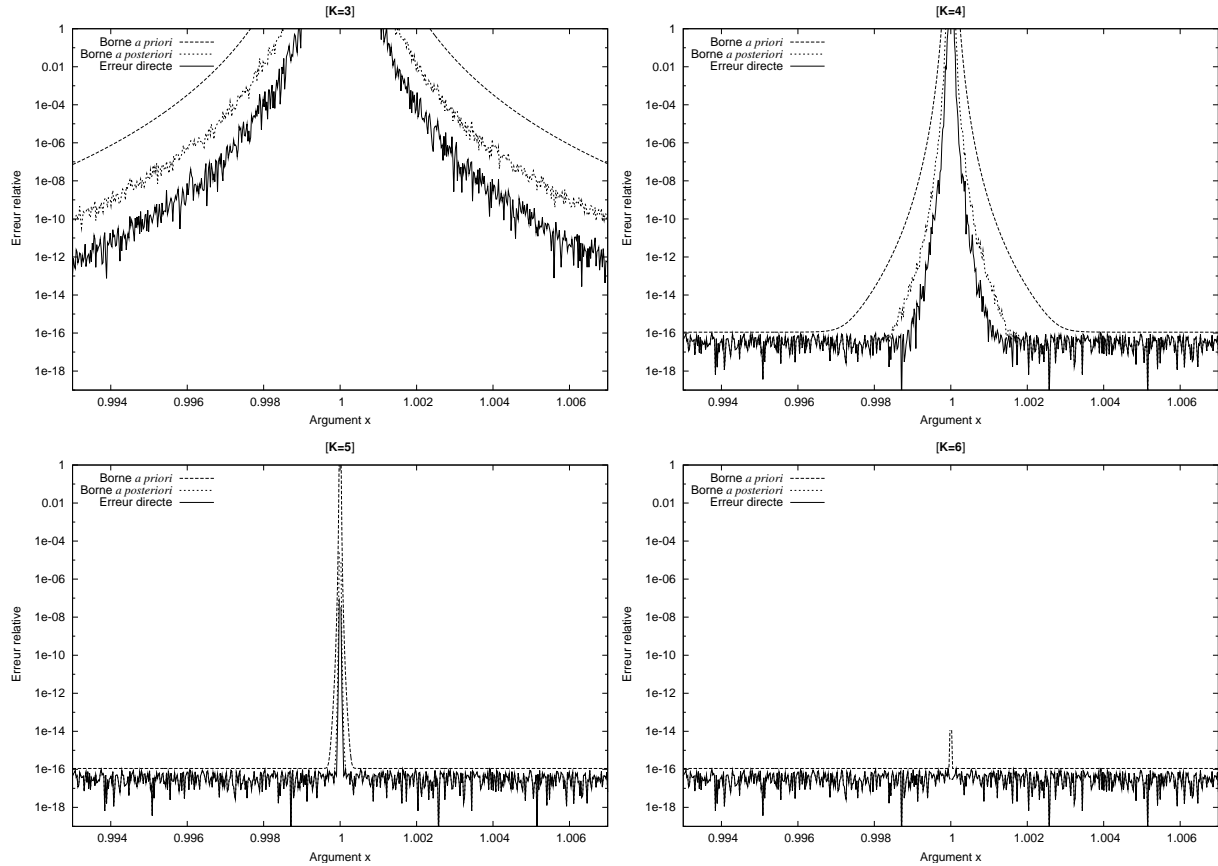 [K=3]
1
0.01
1e-04
1e-06
1e-08
1e-10
1e-12
1e-14
1e-16
1e-18
Erreur relative
Borne a priori
Borne a posteriori
Erreur directe
0.994 0.996 0.998 1 1.002 1.004 1.006
Argument x
[K=4]
1
0.01
1e-04
1e-06
1e-08
1e-10
1e-12
1e-14
1e-16
1e-18
Erreur relative
Borne a priori
Borne a posteriori
Erreur directe
0.994 0.996 0.998 1 1.002 1.004 1.006
Argument x
[K=5]
1
0.01
1e-04
1e-06
1e-08
1e-10
1e-12
1e-14
1e-16
1e-18
Erreur relative
Borne a priori
Borne a posteriori
Erreur directe
0.994 0.996 0.998 1 1.002 1.004 1.006
Argument x
[K=6]
1
0.01
1e-04
1e-06
1e-08
1e-10
1e-12
1e-14
1e-16
1e-18
Erreur relative
Borne a priori
Borne a posteriori
Erreur directe
0.994 0.996 0.998 1 1.002 1.004 1.006
Argument x